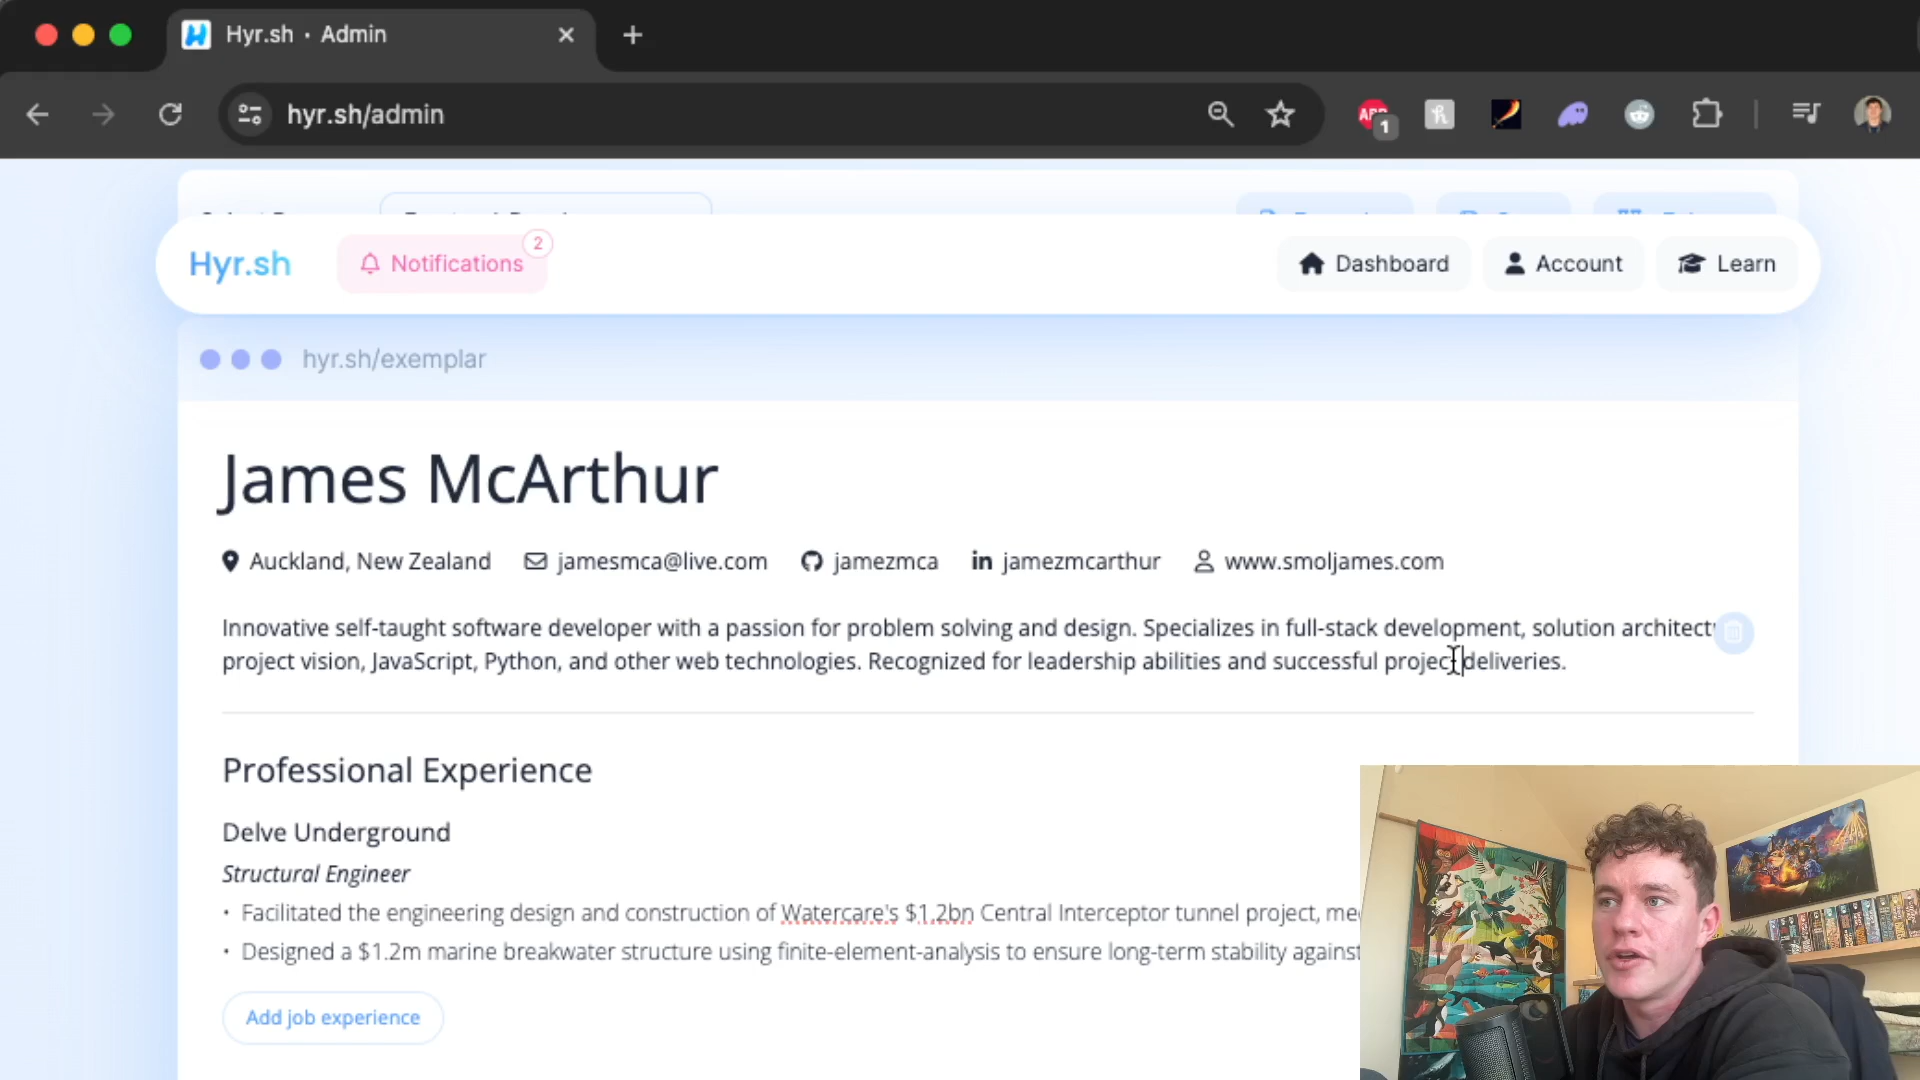 Hyr.sh · Admin
hyr.sh/admin
ABP
1
Hyr.sh
Notifications
2
Dashboard
Account
Learn
hyr.sh/exemplar
James McArthur
Auckland, New Zealand
jamesmca@live.com
jamezmca
in jamezmcarthur
www.smoljames.com
Innovative self-taught software developer with a passion for problem solving and design. Specializes in full-stack development, solution architect
project vision, JavaScript, Python, and other web technologies. Recognized for leadership abilities and successful project deliveries.
Professional Experience
Delve Underground
Structural Engineer
• Facilitated the engineering design and construction of Watercare's $1.2bn Central Interceptor tunnel project,
• Designed a $1.2m marine breakwater structure using finite-element-analysis to ensure long-term stability against
Add job experience